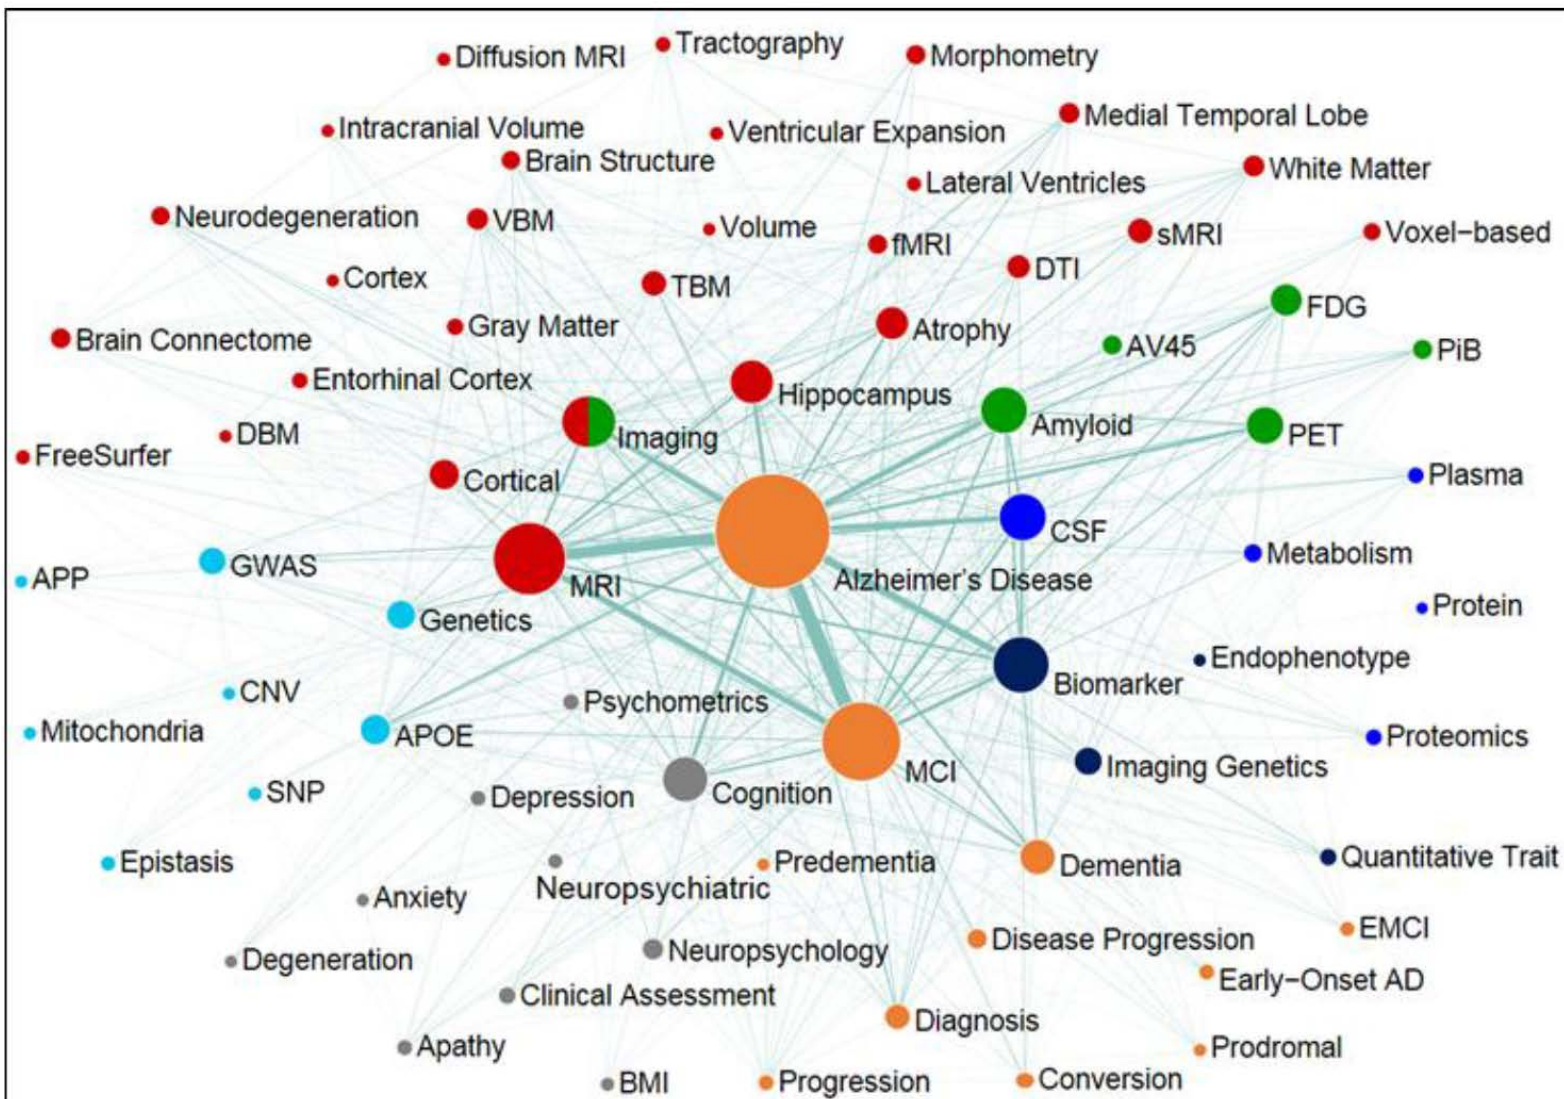 Tractography
Diffusion MRI
Morphometry
Medial Temporal Lobe
Intracranial Volume
Ventricular Expansion
Brain Structure
White Matter
Lateral Ventricles
Neurodegeneration
VBM
Volume
fMRI
sMRI
Voxel−based
Cortex
TBM
DTI
FDG
Gray Matter
Atrophy
Brain Connectome
AV45
PiB
Entorhinal Cortex
Hippocampus
Amyloid
DBM
Imaging
PET
FreeSurfer
Cortical
Plasma
CSF
GWAS
Metabolism
APP
MRI
Alzheimer's Disease
Genetics
Protein
Endophenotype
CNV
Biomarker
Psychometrics
Mitochondria
APOE
Proteomics
MCI
Imaging Genetics
SNP
Depression
Cognition
Epistasis
Predementia
Dementia
Quantitative Trait
Neuropsychiatric
Anxiety
EMCI
Degeneration
Neuropsychology
Disease Progression
Early−Onset AD
Clinical Assessment
Diagnosis
Apathy
Prodromal
BMI
Progression
Conversion